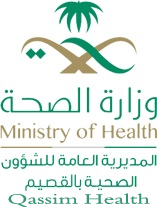 وزارة الصحة
Ministry of Health
المديرية العامة للشؤون
الصحية بالقصيم
Qassim Health